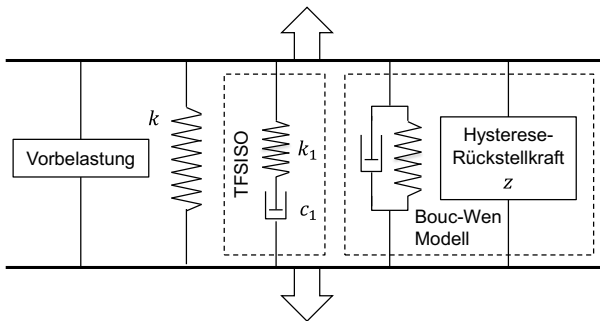 Vorbelastung
k
TFSISO
k₁
c₁
Bouc-Wen
Modell
Hysterese-
Rückstellkraft
z